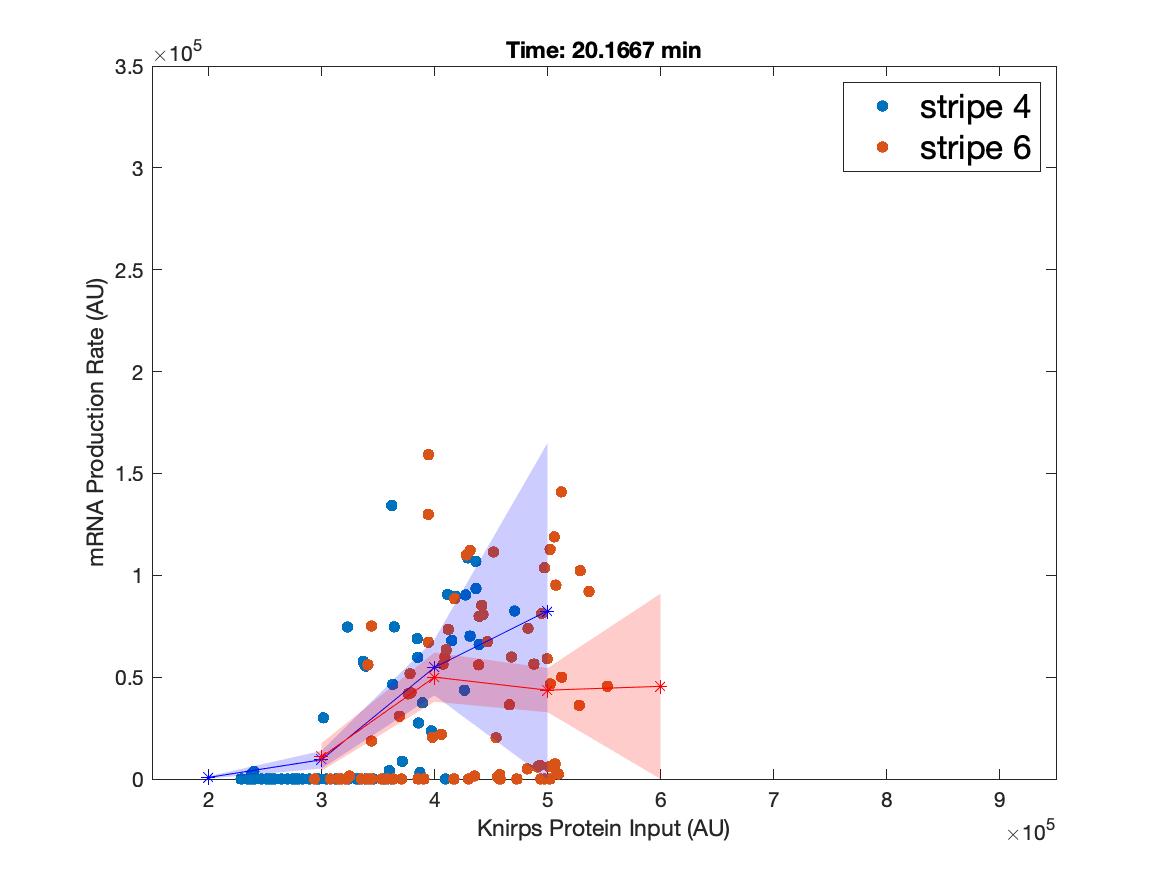 Time: 20.1667 min
×10⁵
3.5
3
2.5
2
1.5
1
0.5
0
mRNA Production Rate (AU)
stripe 4
stripe 6
2 3 4 5 6 7 8 9
Knirps Protein Input (AU)
×10⁵